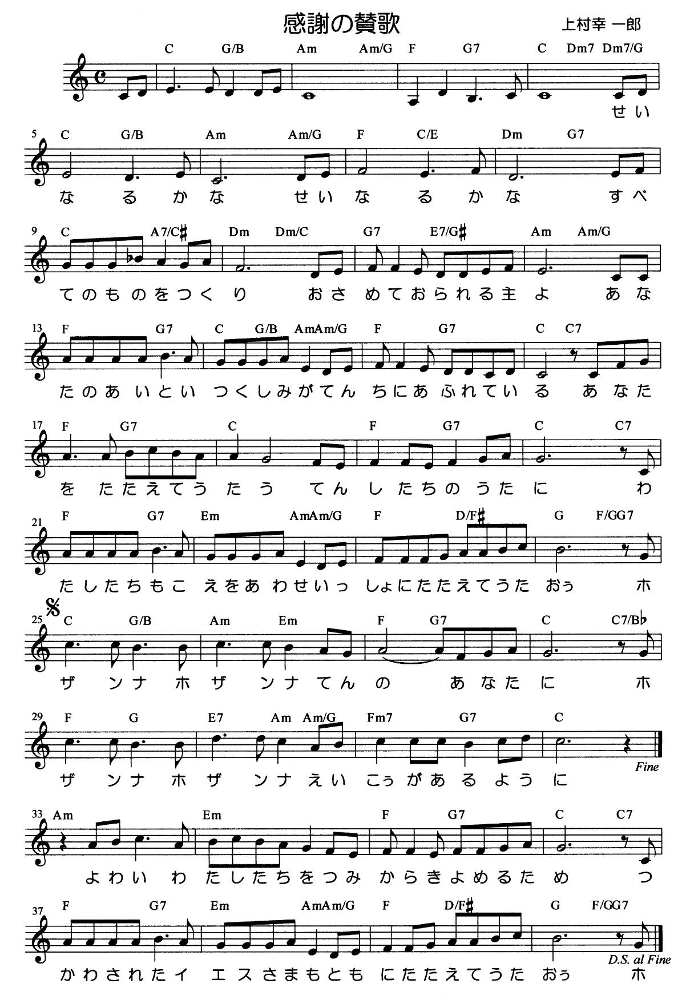 感謝の賛歌
上村幸 一郎
C G/B Am Am/G F G7 C Dm7 Dm7/G
せい
5 C G/B Am Am/G F C/E Dm G7
なるかな せいなるかな すべ
9 C A7/C♯ Dm Dm/C G7 E7/G♯ Am Am/G
てのものをつくり おさめておられる主よ あな
13 F G7 C G/B Am Am/G F G7 C C7
たのあいといつくしみがてんちにあふれている あなた
17 F G7 C F G7 C C7
をたたえてうたう てんしたちのうたに わ
21 F G7 Em Am Am/G F D/F♯ G F/G G7
たしたちもこえをあわせいっしょにたたえてうたおぅ ホ
25 C G/B Am Em F G7 C C7/B♭
ザンナホザンナてんの あなたに ホ
29 F G E7 Am Am/G Fm7 G7 C
Fine
ザンナホザンナえいこぅがあるように
33 Am Em F G7 C C7
よわいわたしたちをつみからきよめるため つ
37 F G7 Em Am Am/G F D/F♯ G F/G G7
D.S. al Fine
かわされたイエスさまもともにたたえてうたおぅ ホ